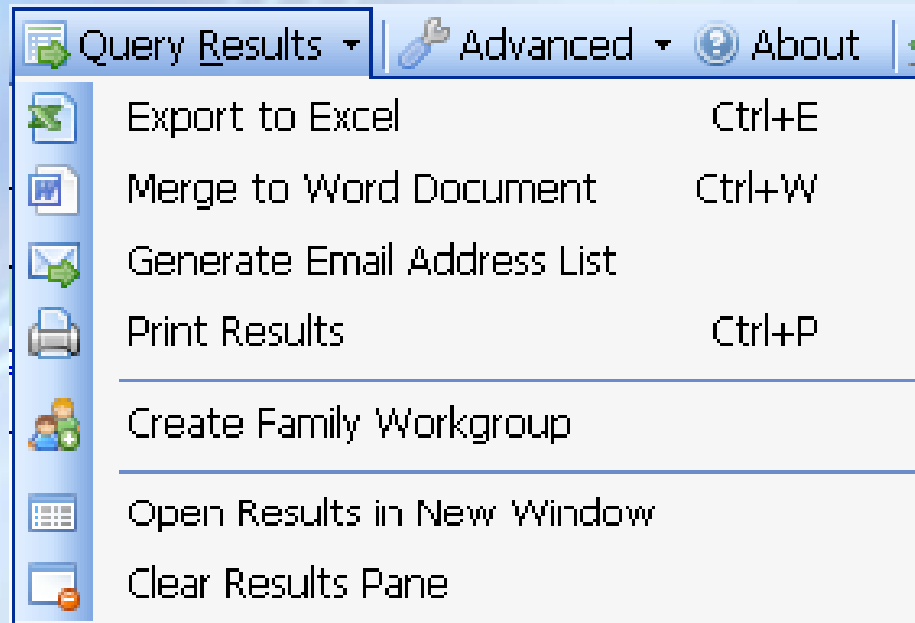 Query Results Advanced About
Export to Excel Ctrl+E
Merge to Word Document Ctrl+W
Generate Email Address List
Print Results Ctrl+P
Create Family Workgroup
Open Results in New Window
Clear Results Pane